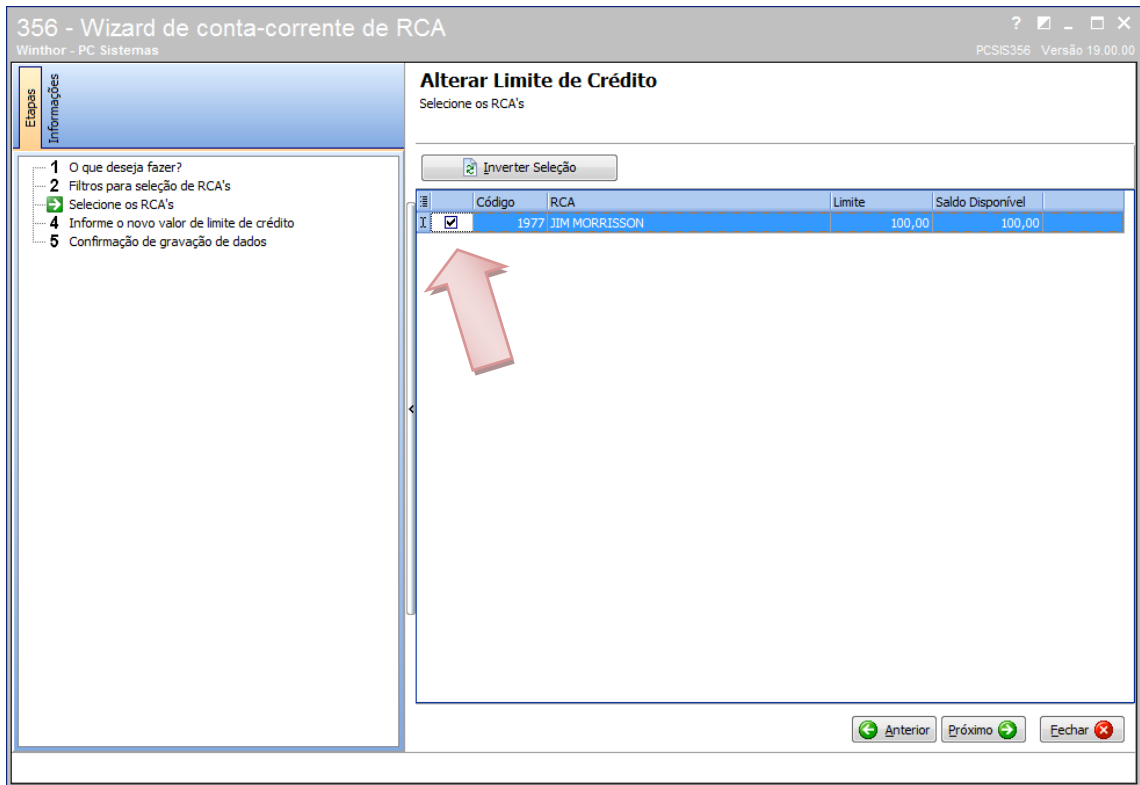 356 - Wizard de conta-corrente de RCA
Winthor - PC Sistemas
PCSIS356 Versão 19.00.00
Etapas
Informações
Alterar Limite de Crédito
Selecione os RCA's
1 O que deseja fazer?
2 Filtros para seleção de RCA's
Selecione os RCA's
4 Informe o novo valor de limite de crédito
5 Confirmação de gravação de dados
Inverter Seleção
Código RCA Limite Saldo Disponível
1977 JIM MORRISSON 100,00 100,00
Anterior Próximo Fechar